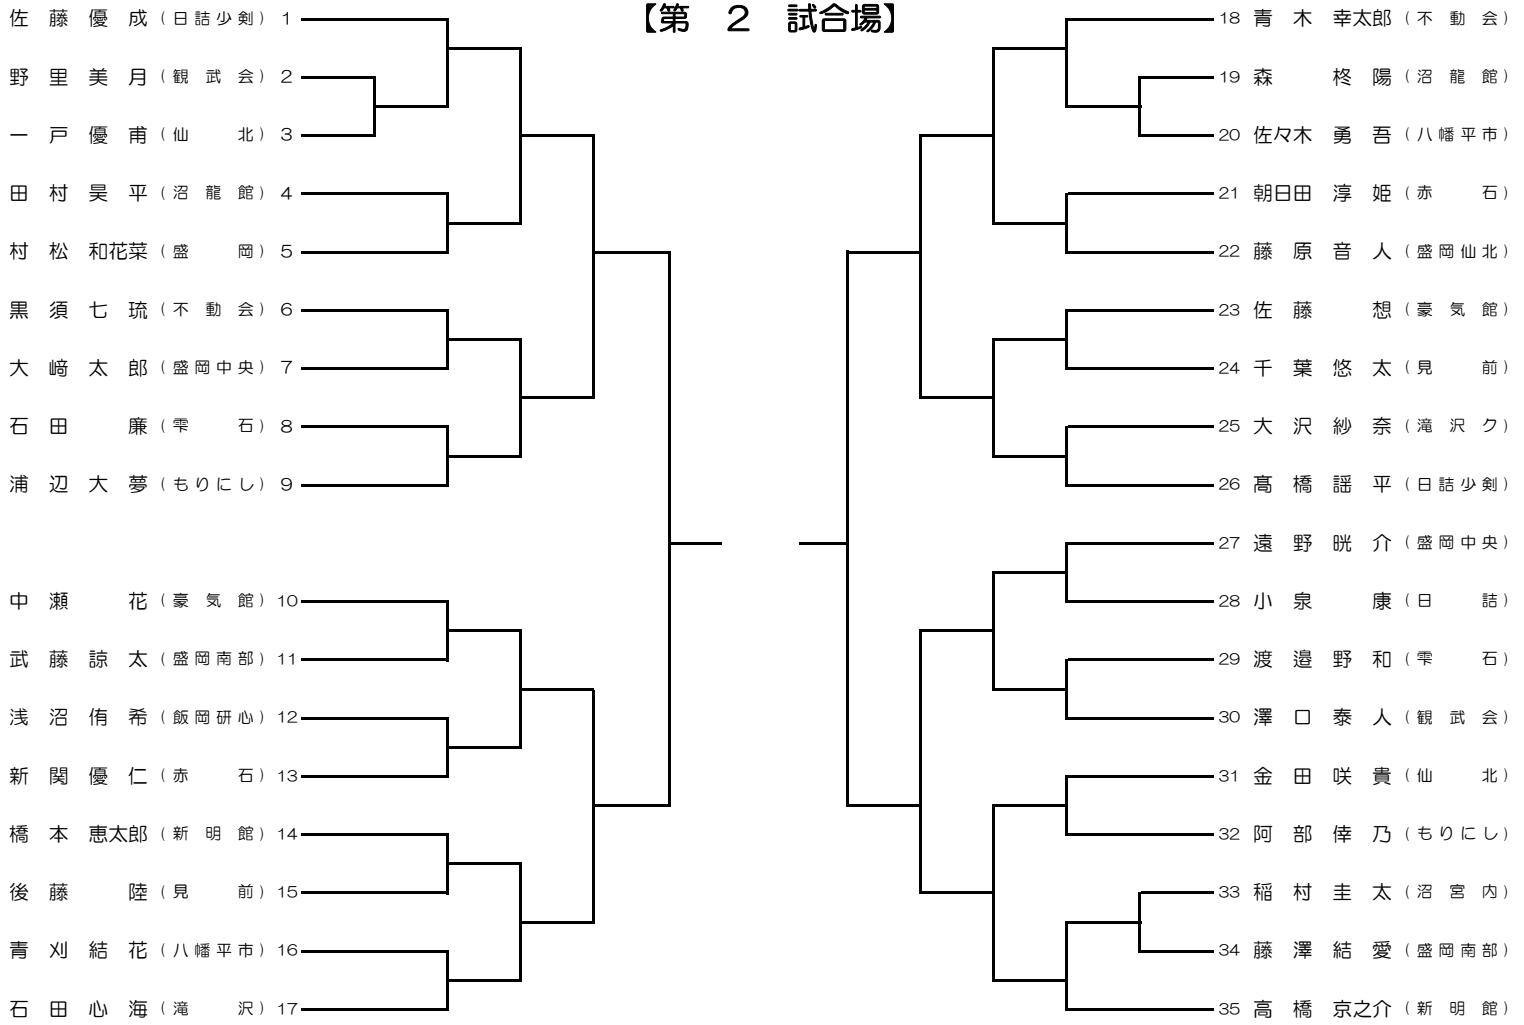 【第 2 試合場】
佐藤優成(日詰少剣) 1
野里美月(観武会) 2
一戸優甫(仙北) 3
田村昊平(沼龍館) 4
村松和花菜(盛岡) 5
黒須七琉(不動会) 6
大﨑太郎(盛岡中央) 7
石田廉(雫石) 8
浦辺大夢(もりにし) 9
中瀬花(豪気館) 10
武藤諒太(盛岡南部) 11
浅沼侑希(飯岡研心) 12
新関優仁(赤石) 13
橋本恵太郎(新明館) 14
後藤陸(見前) 15
青刈結花(八幡平市) 16
石田心海(滝沢) 17
18 青木幸太郎(不動会)
19 森柊陽(沼龍館)
20 佐々木勇吾(八幡平市)
21 朝日田淳姫(赤石)
22 藤原音人(盛岡仙北)
23 佐藤想(豪気館)
24 千葉悠太(見前)
25 大沢紗奈(滝沢ク)
26 髙橋謡平(日詰少剣)
27 遠野晄介(盛岡中央)
28 小泉康(日詰)
29 渡邉野和(雫石)
30 澤口泰人(観武会)
31 金田咲貴(仙北)
32 阿部倖乃(もりにし)
33 稲村圭太(沼宮内)
34 藤澤結愛(盛岡南部)
35 高橋京之介(新明館)